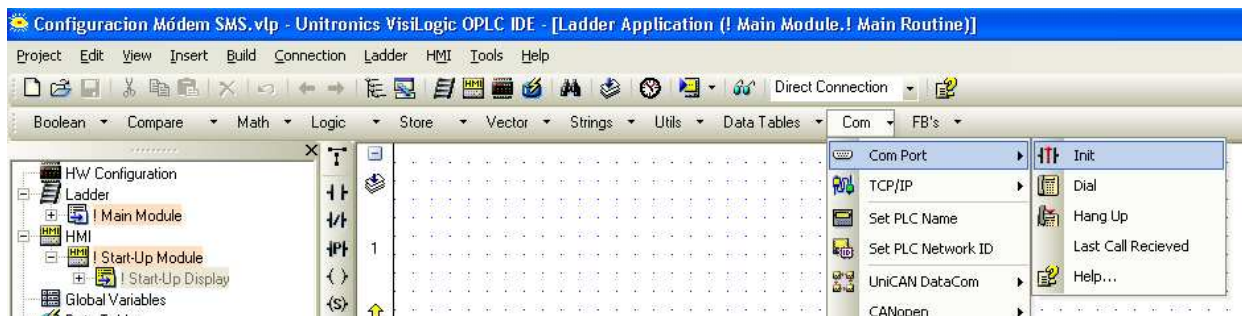 Configuracion Módem SMS.vlp - Unitronics VisiLogic OPLC IDE - [Ladder Application (! Main Module.! Main Routine)]
Project Edit View Insert Build Connection Ladder HMI Tools Help
Direct Connection
Boolean Compare Math Logic Store Vector Strings Utils Data Tables Com FB's
HW Configuration
Ladder
! Main Module
HMI
! Start-Up Module
! Start-Up Display
Global Variables
1
Com Port
TCP/IP
Set PLC Name
Set PLC Network ID
UniCAN DataCom
CANopen
Init
Dial
Hang Up
Last Call Recieved
Help...